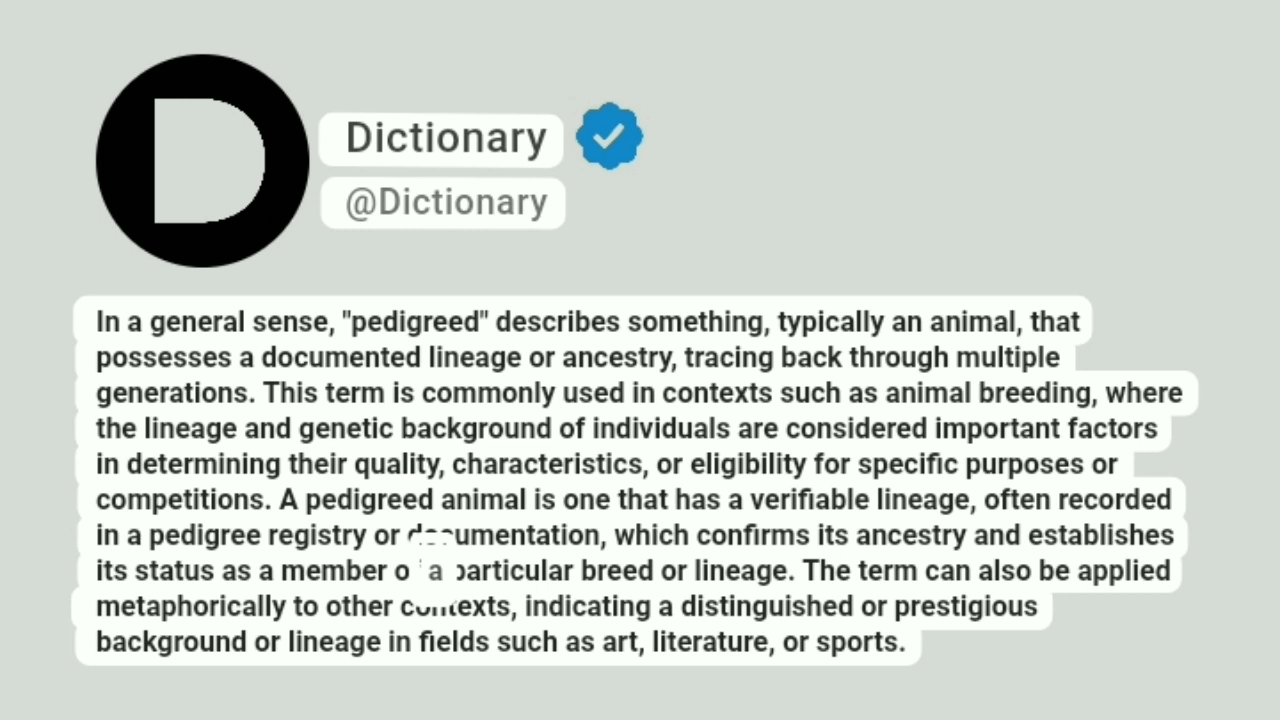 D
Dictionary
@Dictionary
In a general sense, "pedigreed" describes something, typically an animal, that
possesses a documented lineage or ancestry, tracing back through multiple
generations. This term is commonly used in contexts such as animal breeding, where
the lineage and genetic background of individuals are considered important factors
in determining their quality, characteristics, or eligibility for specific purposes or
competitions. A pedigreed animal is one that has a verifiable lineage, often recorded
in a pedigree registry or documentation, which confirms its ancestry and establishes
its status as a member of a particular breed or lineage. The term can also be applied
metaphorically to other contexts, indicating a distinguished or prestigious
background or lineage in fields such as art, literature, or sports.